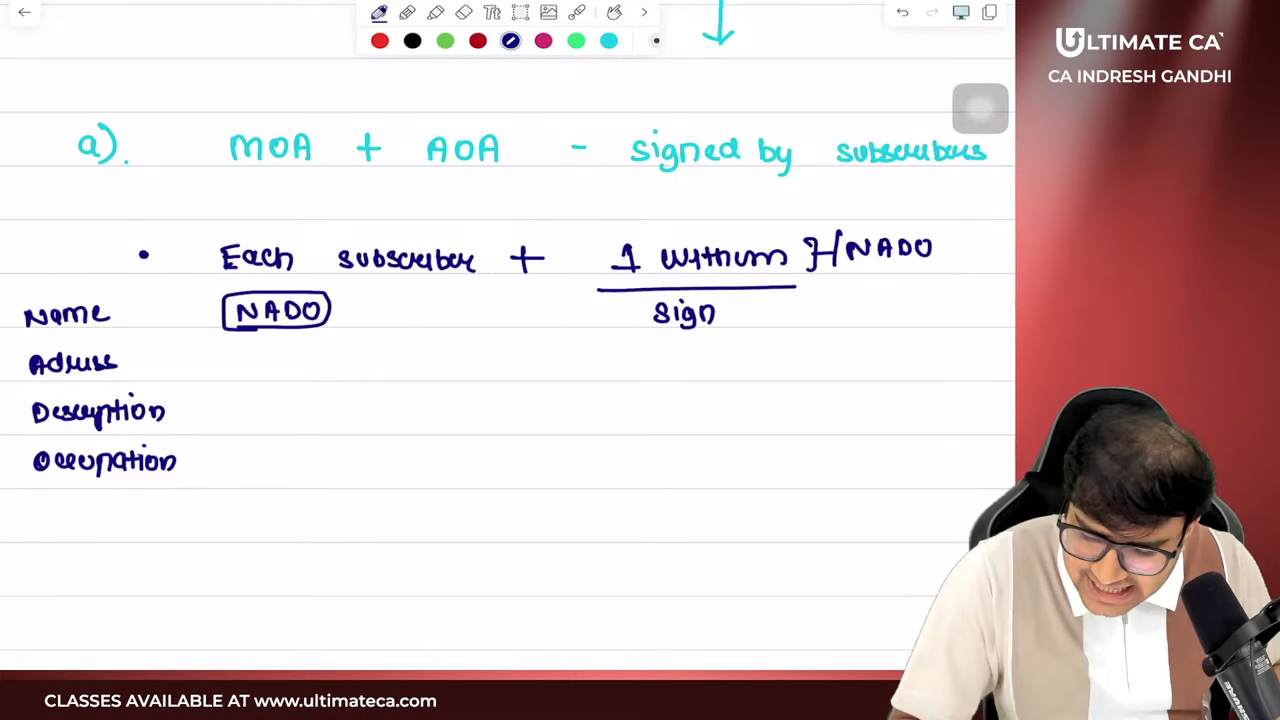 ULTIMATE CA
CA INDRESH GANDHI
a). MOA + AOA - signed by subscribers
• Each subscriber + 1 witness }-/NADO
NADO sign
Name
Address
Description
Occupation
CLASSES AVAILABLE AT www.ultimateca.com